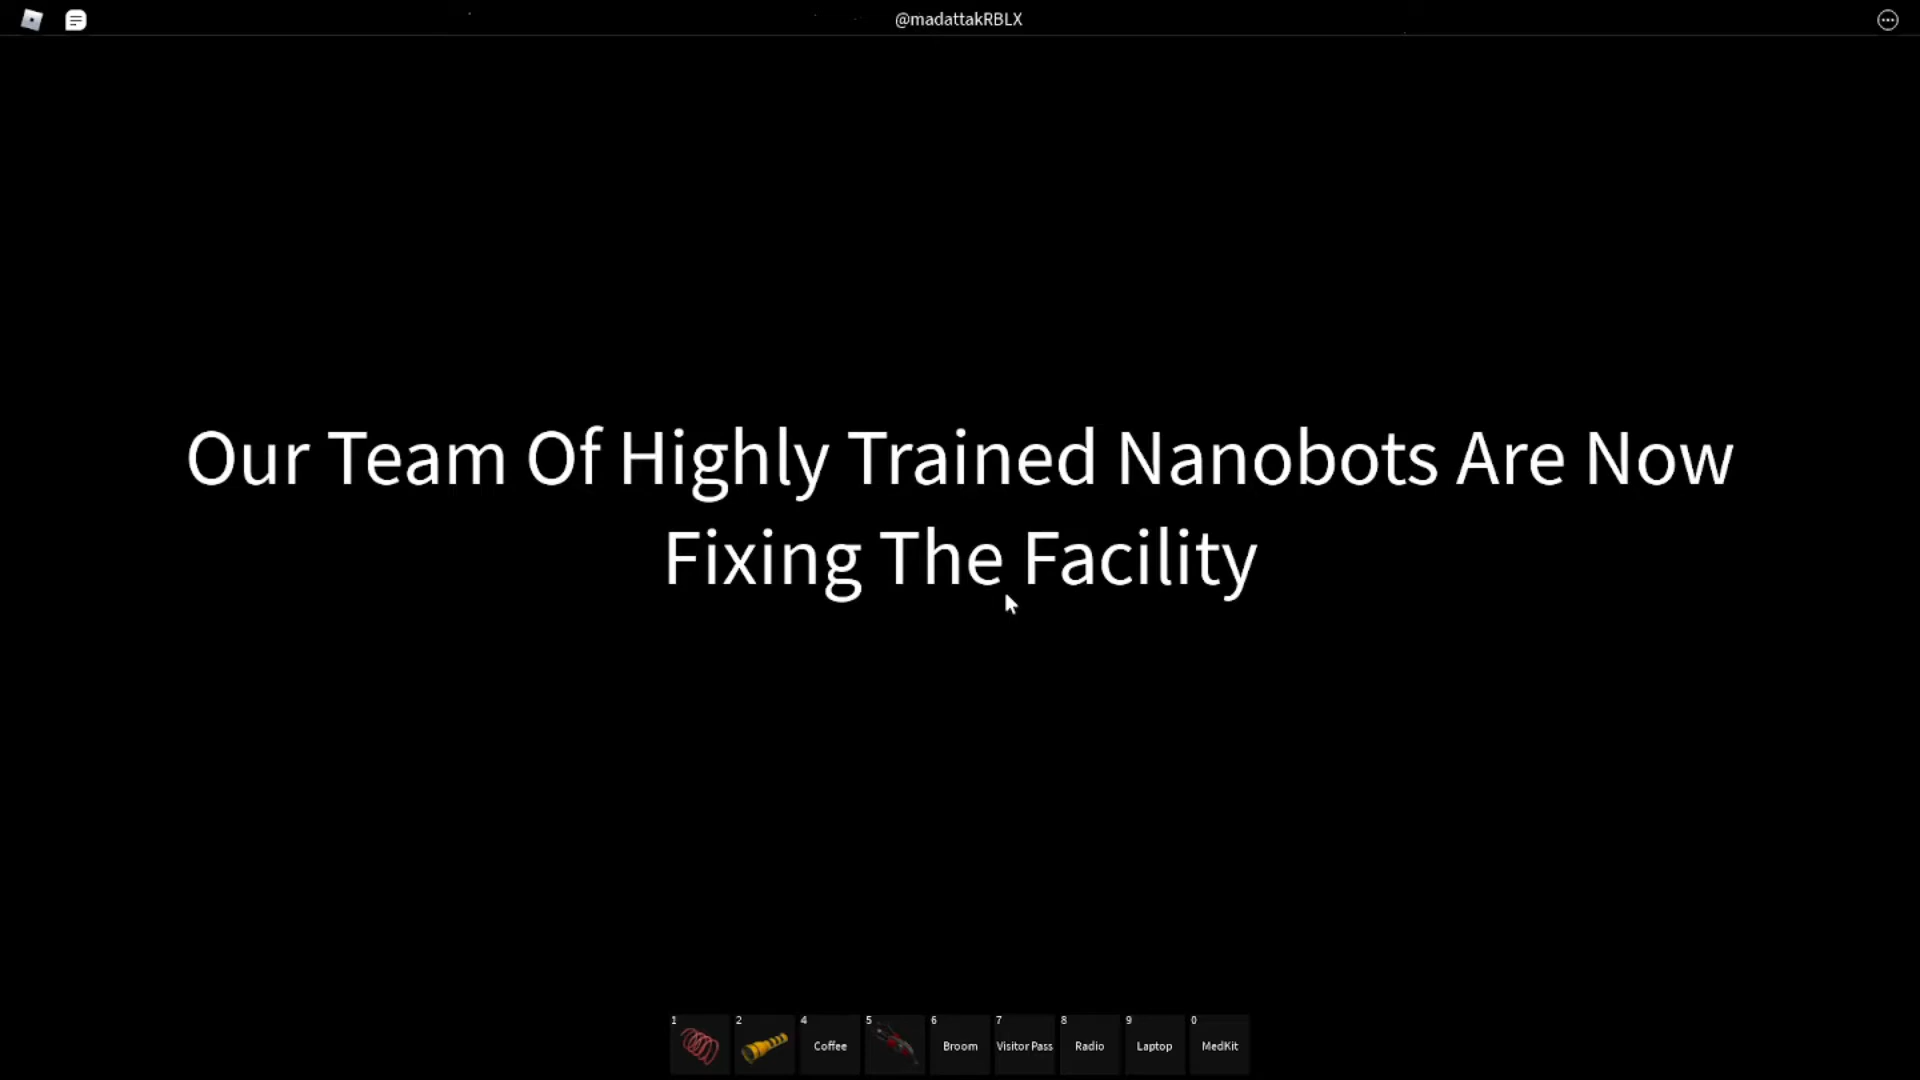 @madattakRBLX
Our Team Of Highly Trained Nanobots Are Now
Fixing The Facility
1 2 4 5 6 7 8 9 0
Coffee Broom Visitor Pass Radio Laptop MedKit